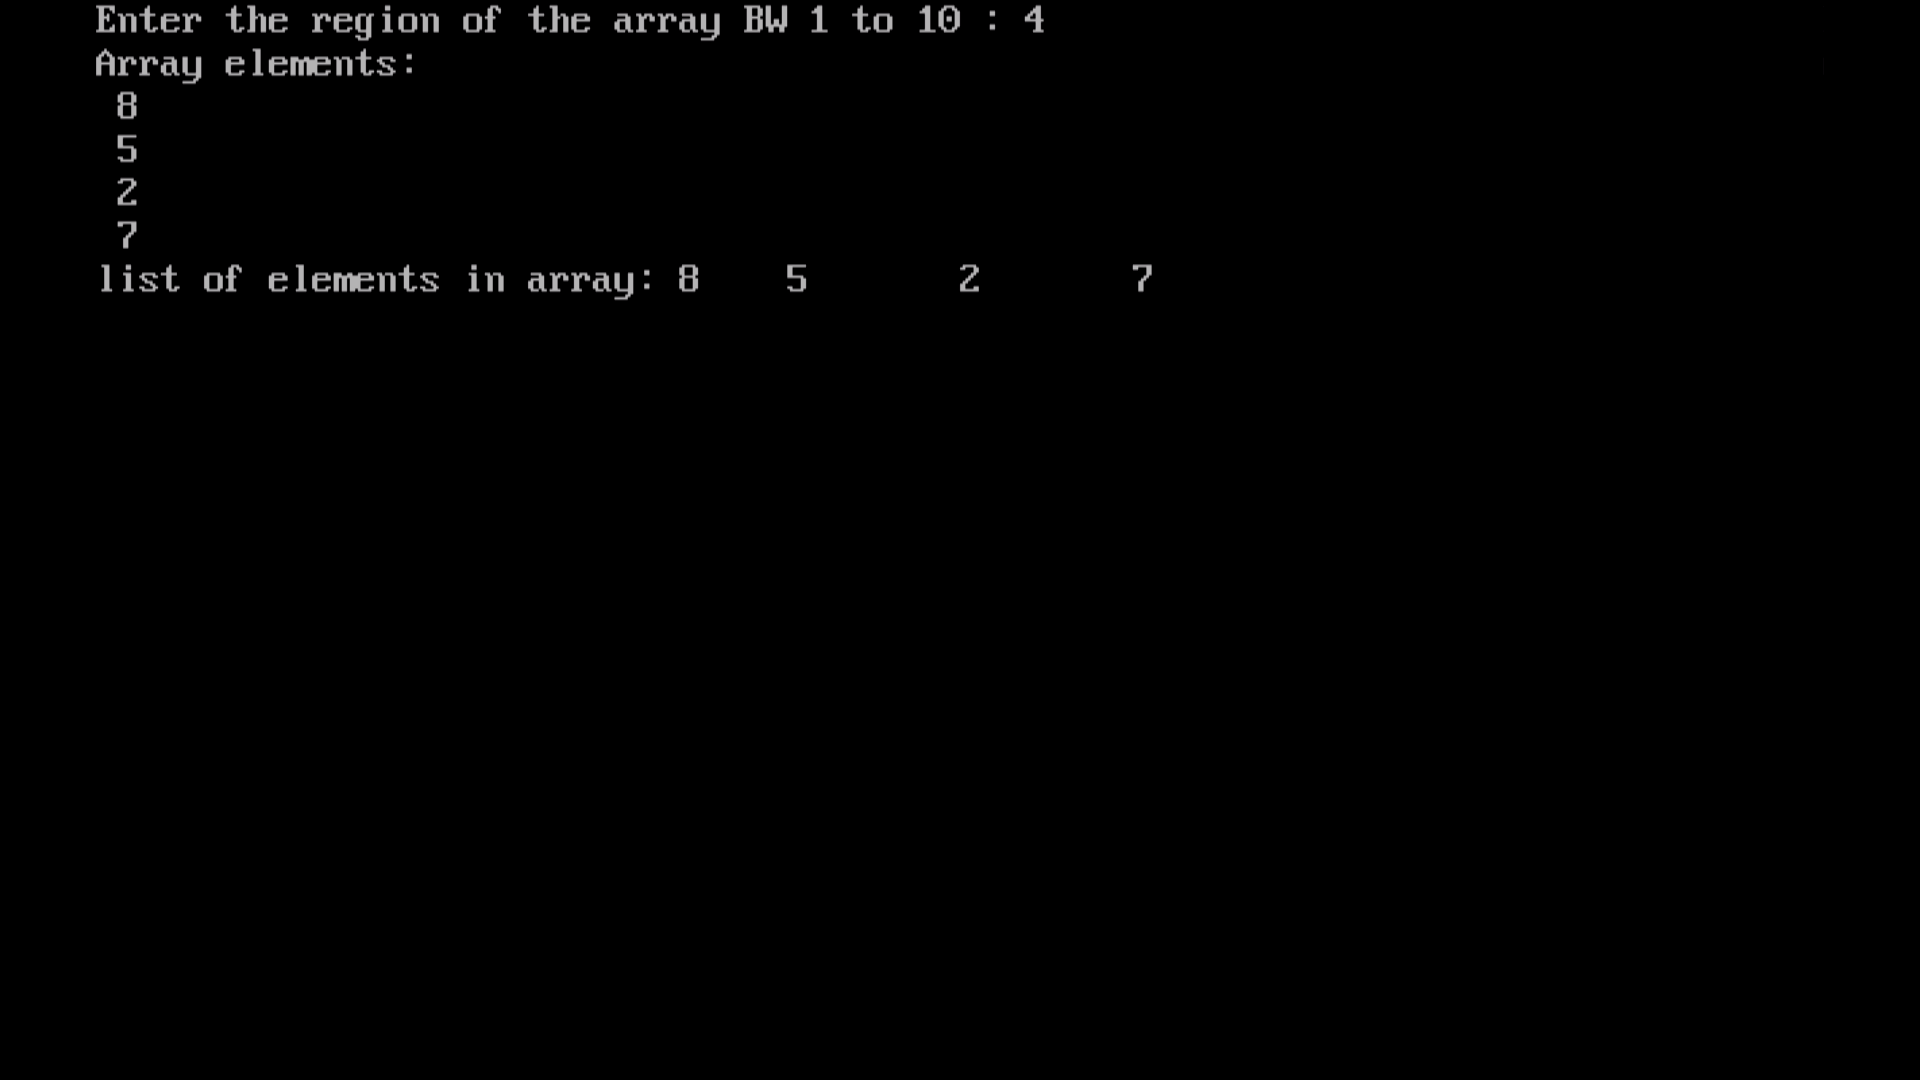 Enter the region of the array BW 1 to 10 : 4
Array elements:
8
5
2
7
list of elements in array: 8 5 2 7